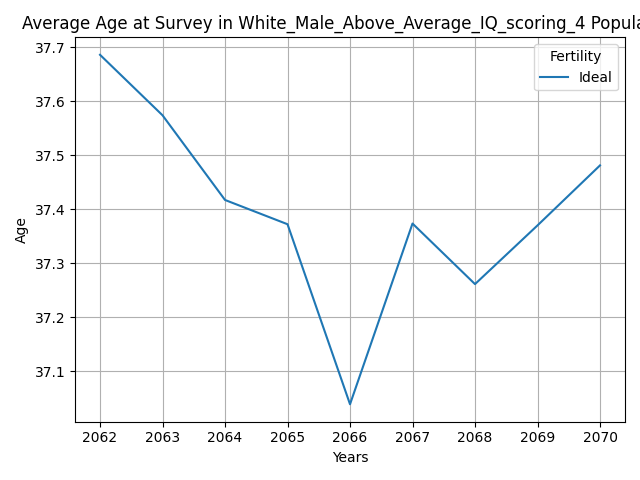 Average Age at Survey in White_Male_Above_Average_IQ_scoring_4 Popula
Fertility
Ideal
37.7
37.6
37.5
37.4
37.3
37.2
37.1
Age
2062 2063 2064 2065 2066 2067 2068 2069 2070
Years